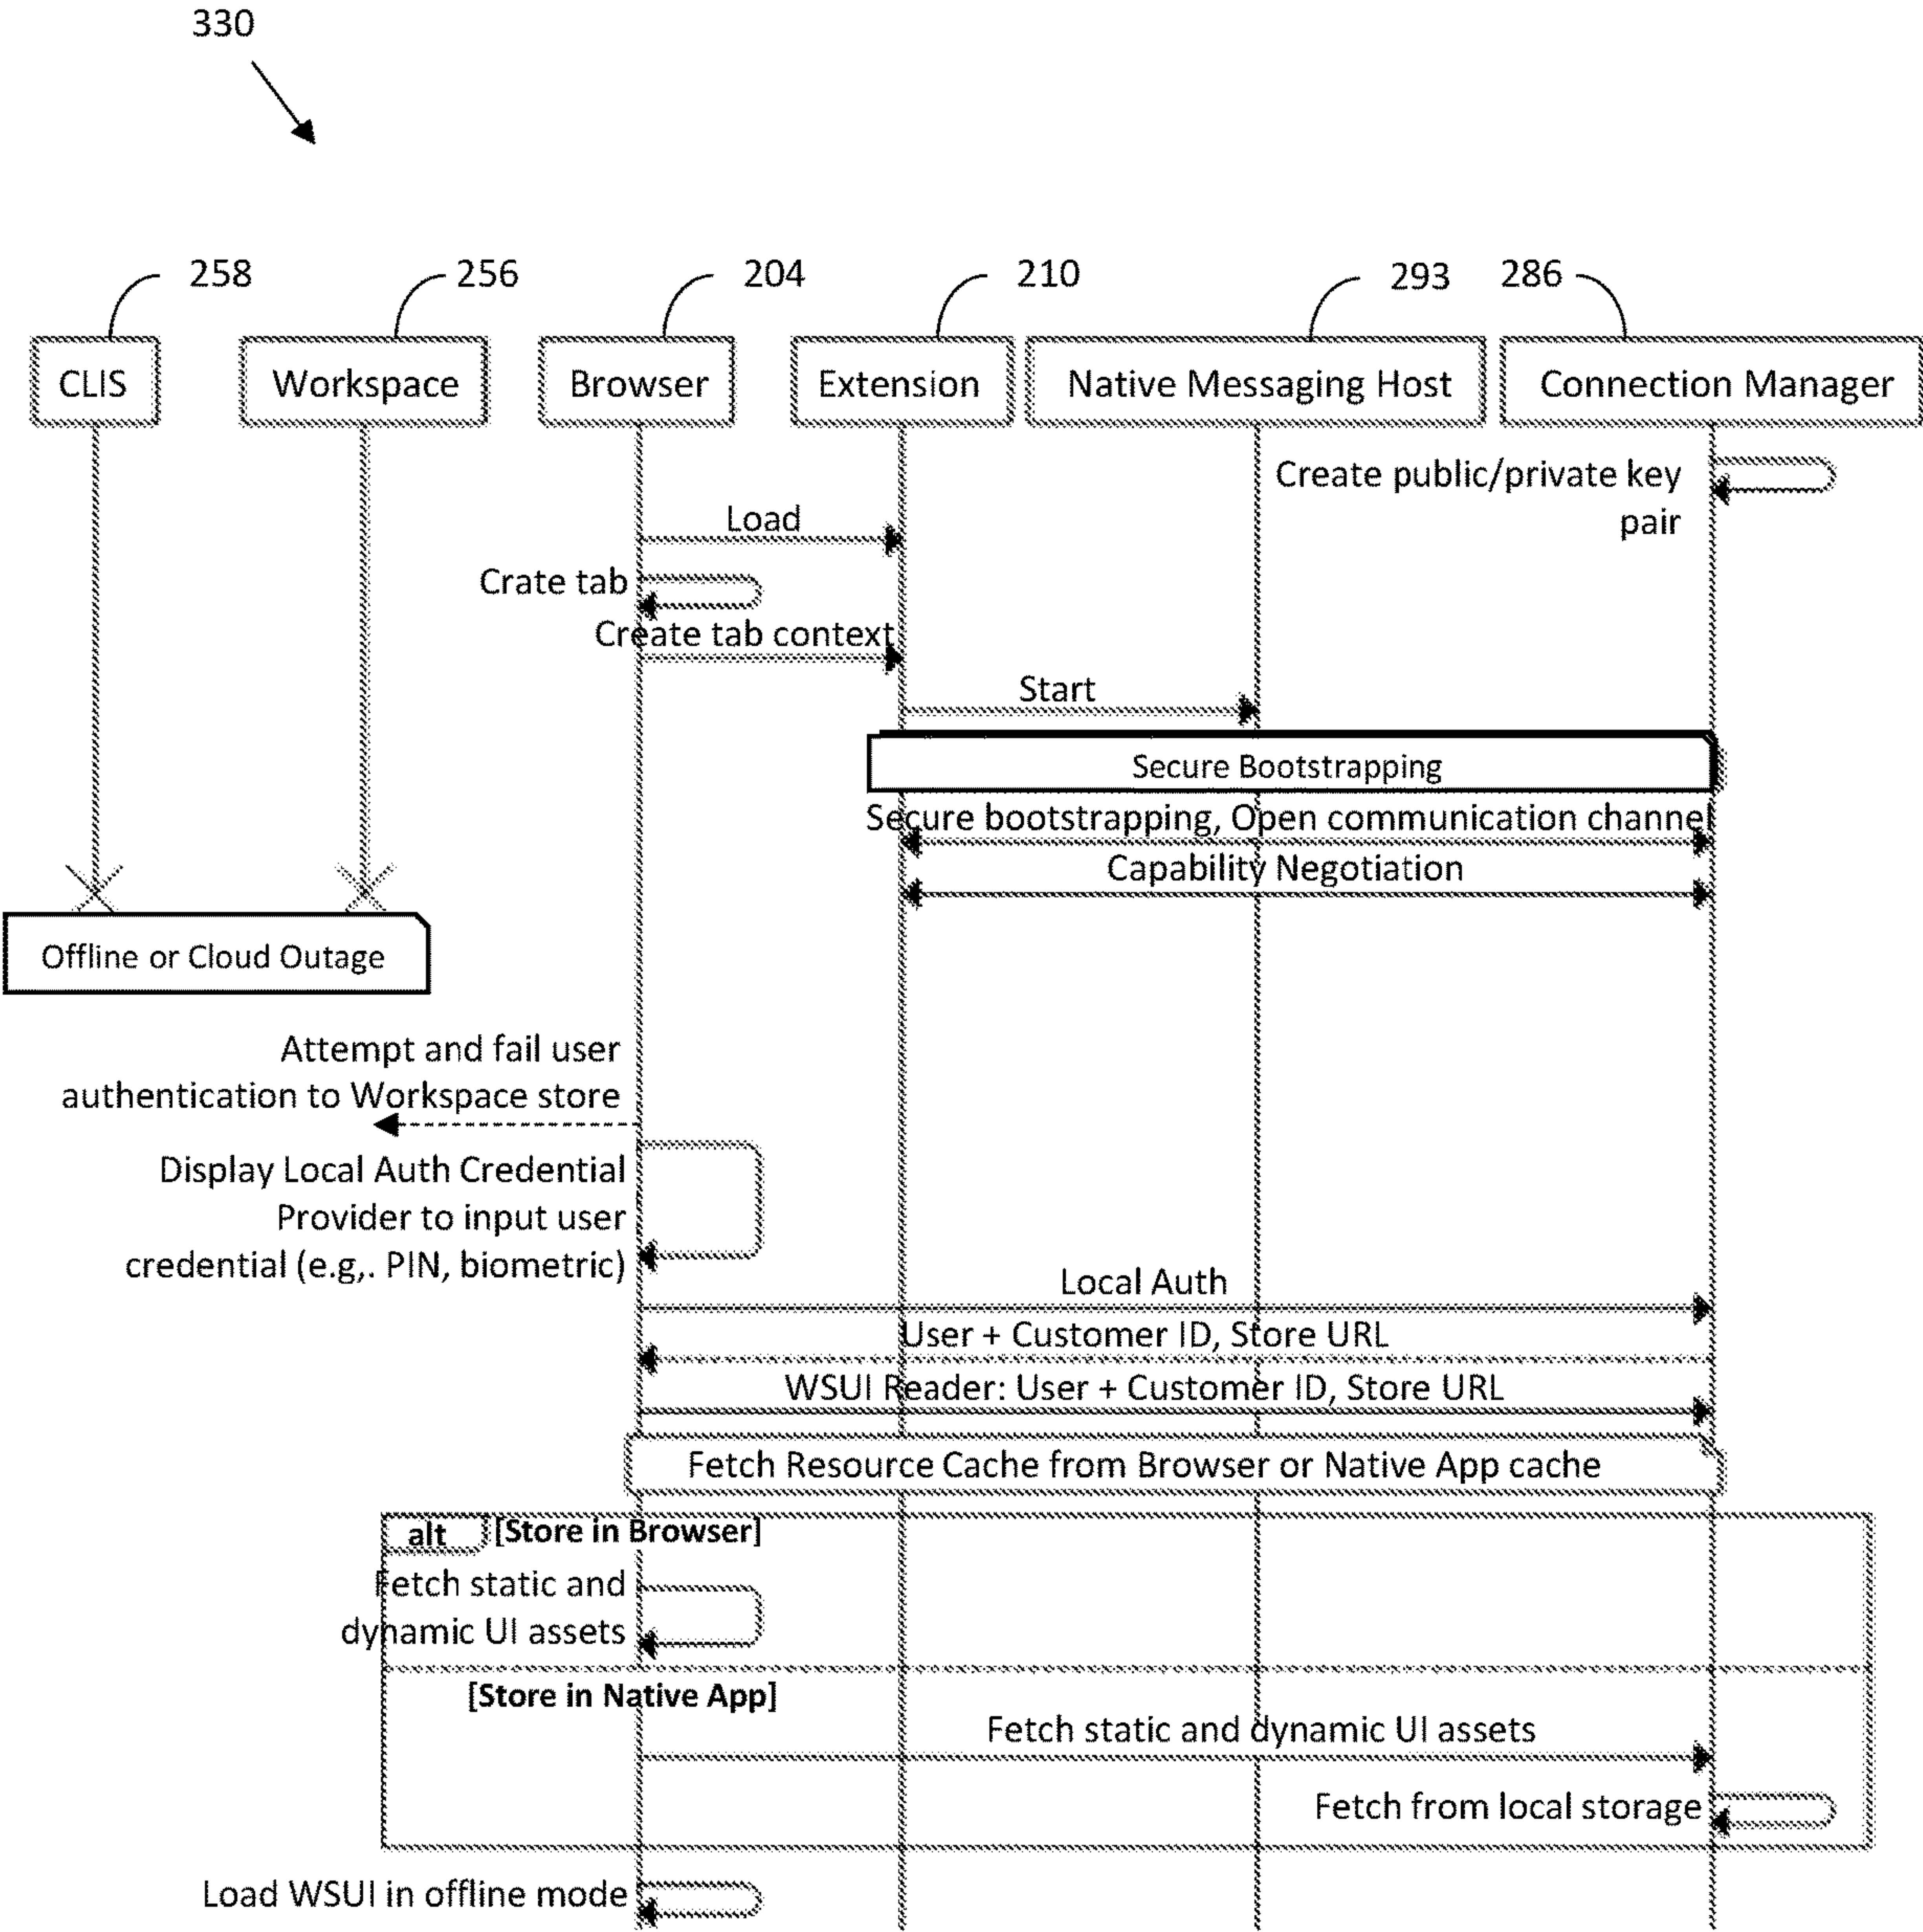 330
258
256
204
210
293
286
CLIS
Workspace
Browser
Extension
Native Messaging Host
Connection Manager
Create public/private key
pair
Load
Crate tab
Create tab context
Start
Secure Bootstrapping
Secure bootstrapping, Open communication channel
Capability Negotiation
Offline or Cloud Outage
Attempt and fail user
authentication to Workspace store
Display Local Auth Credential
Provider to input user
credential (e.g,. PIN, biometric)
Local Auth
User + Customer ID, Store URL
WSUI Reader: User + Customer ID, Store URL
Fetch Resource Cache from Browser or Native App cache
alt
[Store in Browser]
Fetch static and
dynamic UI assets
[Store in Native App]
Fetch static and dynamic UI assets
Fetch from local storage
Load WSUI in offline mode